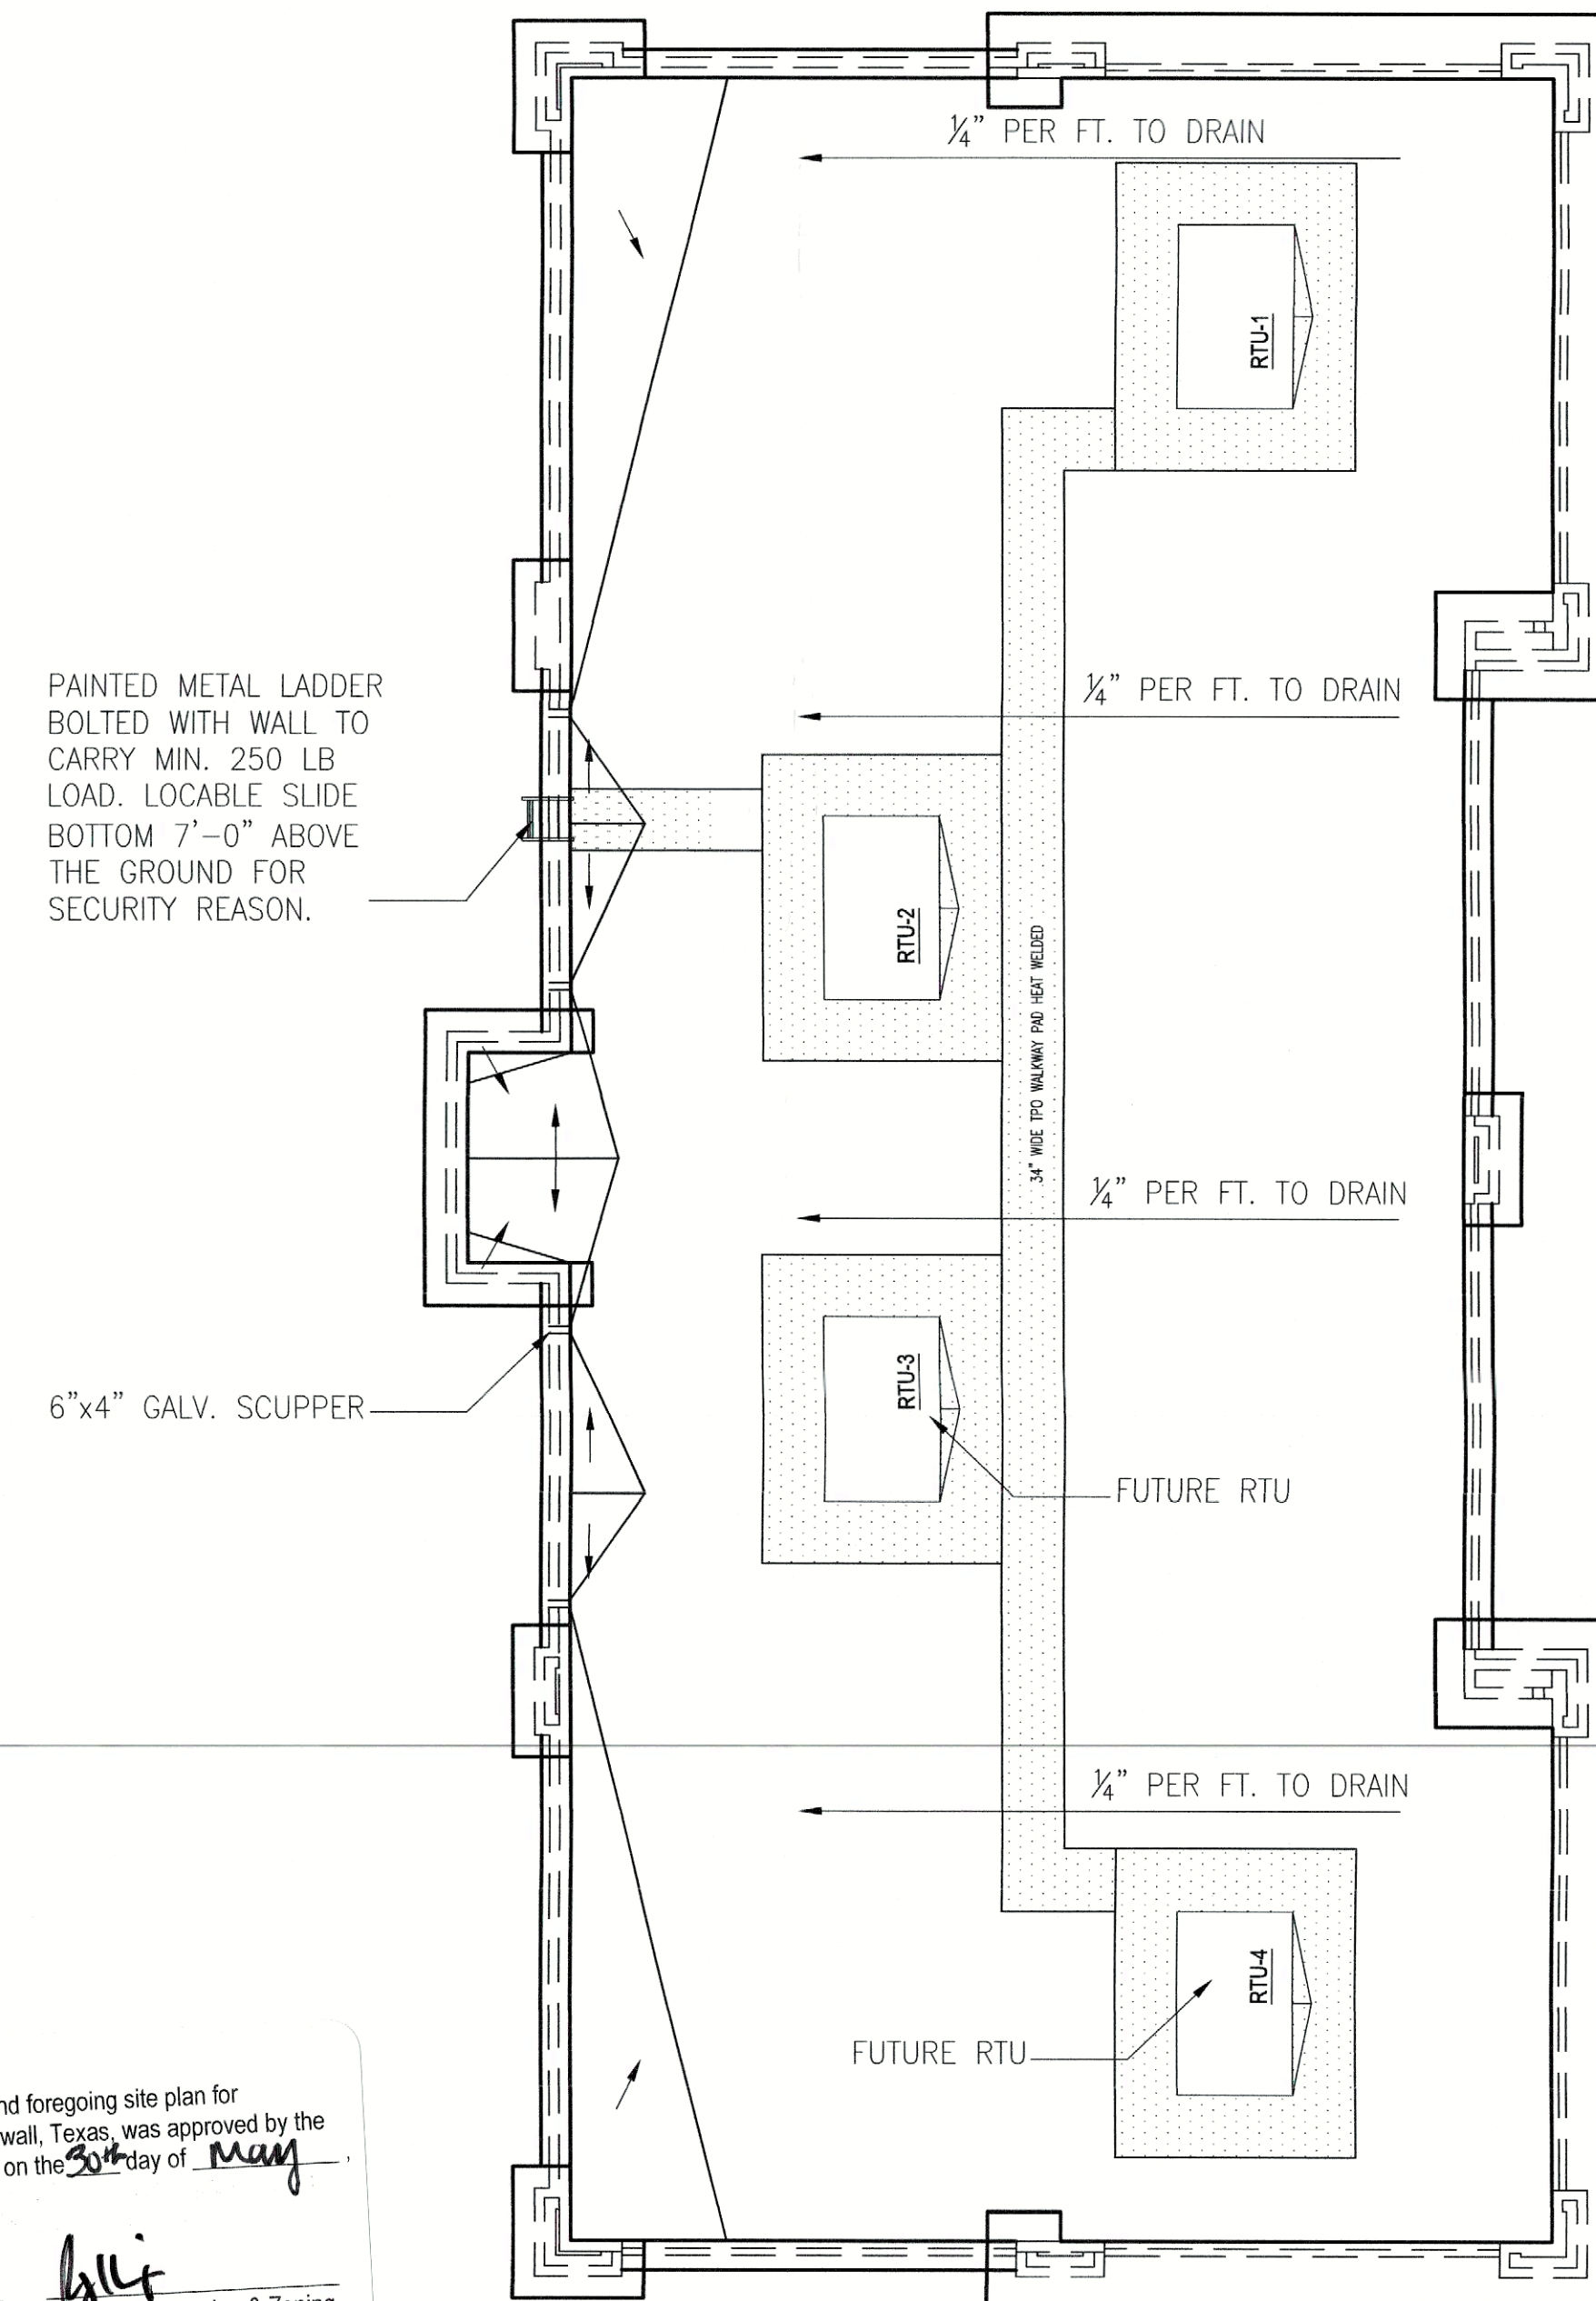 ¼” PER FT. TO DRAIN
RTU-1
PAINTED METAL LADDER
BOLTED WITH WALL TO
CARRY MIN. 250 LB
LOAD. LOCABLE SLIDE
BOTTOM 7’–0” ABOVE
THE GROUND FOR
SECURITY REASON.
¼” PER FT. TO DRAIN
RTU-2
34” WIDE TPO WALKWAY PAD HEAT WELDED
¼” PER FT. TO DRAIN
6”x4” GALV. SCUPPER
RTU-3
FUTURE RTU
¼” PER FT. TO DRAIN
RTU-4
FUTURE RTU
nd foregoing site plan for
wall, Texas, was approved by the
on the 30th day of May,
& Zoning